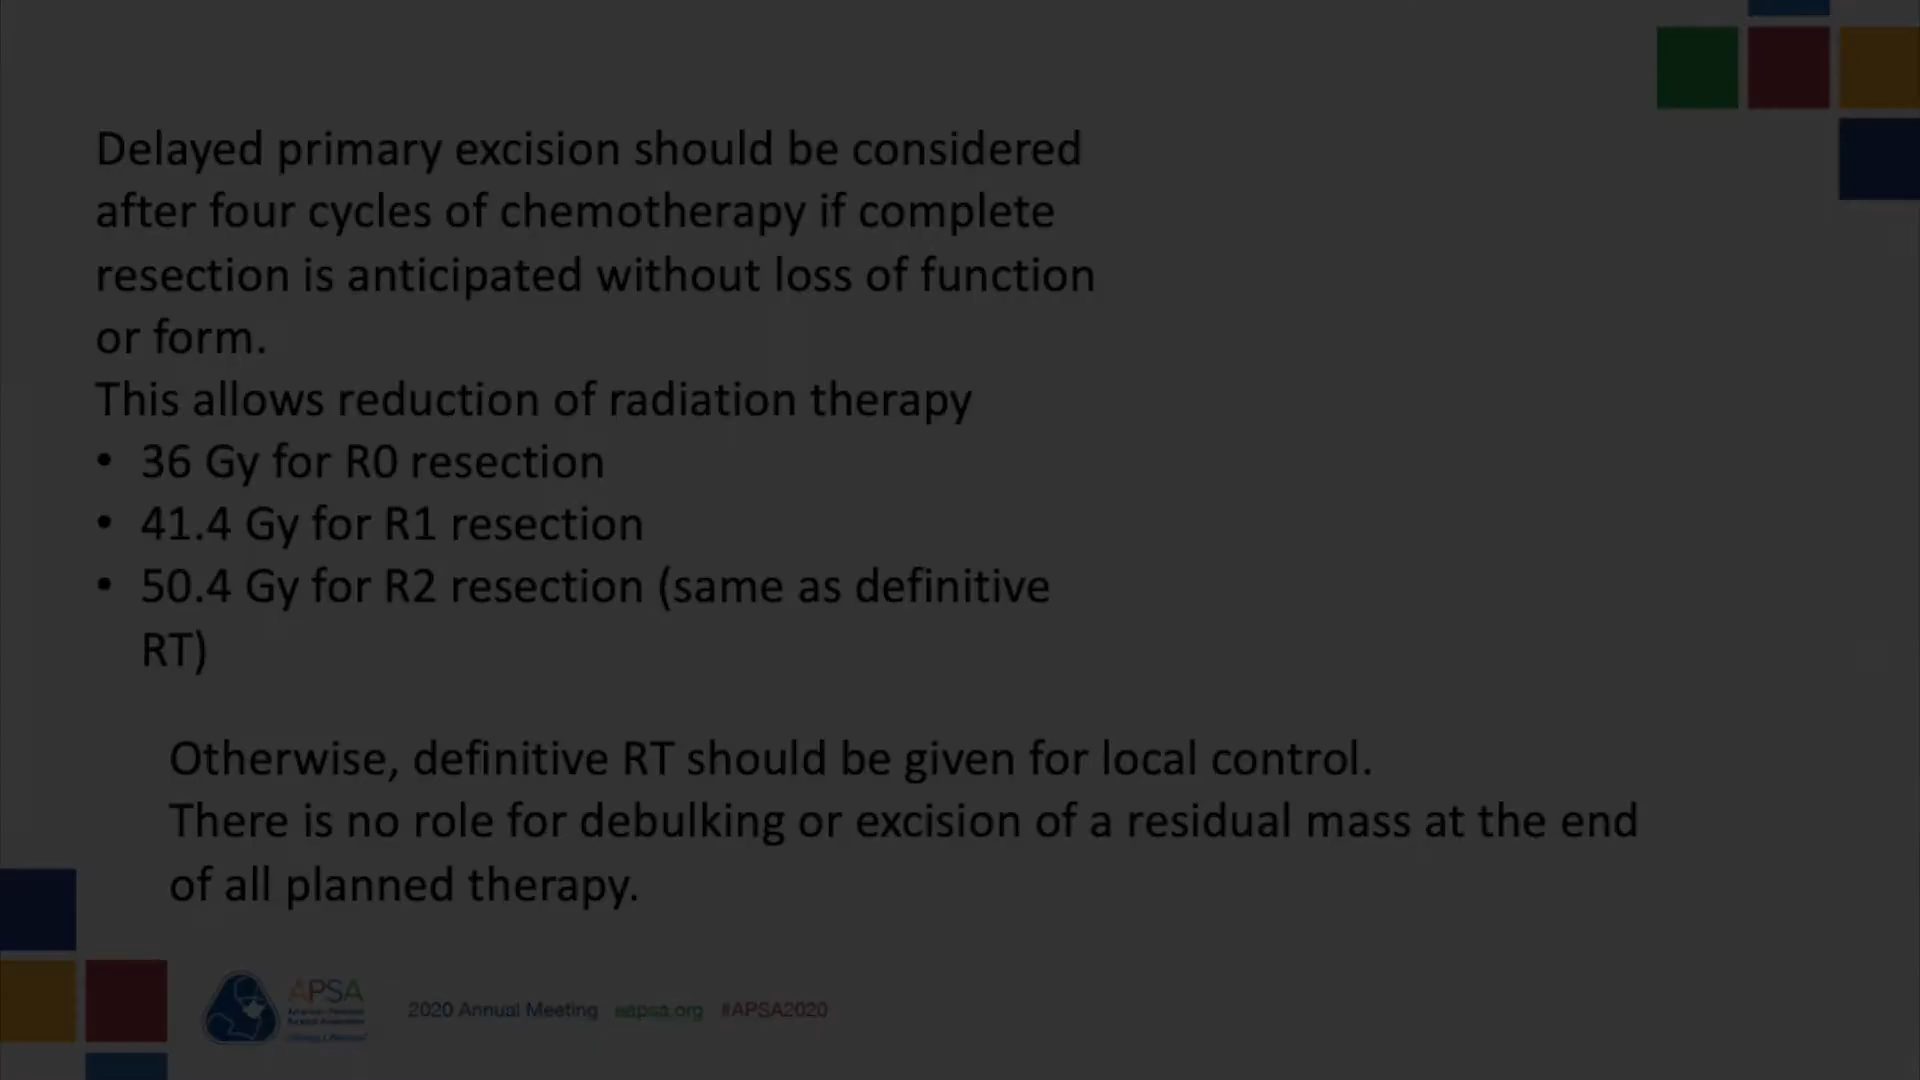 Delayed primary excision should be considered
after four cycles of chemotherapy if complete
resection is anticipated without loss of function
or form.
This allows reduction of radiation therapy
• 36 Gy for R0 resection
• 41.4 Gy for R1 resection
• 50.4 Gy for R2 resection (same as definitive
RT)
Otherwise, definitive RT should be given for local control.
There is no role for debulking or excision of a residual mass at the end
of all planned therapy.
APSA
2020 Annual Meeting eapsa.org #APSA2020